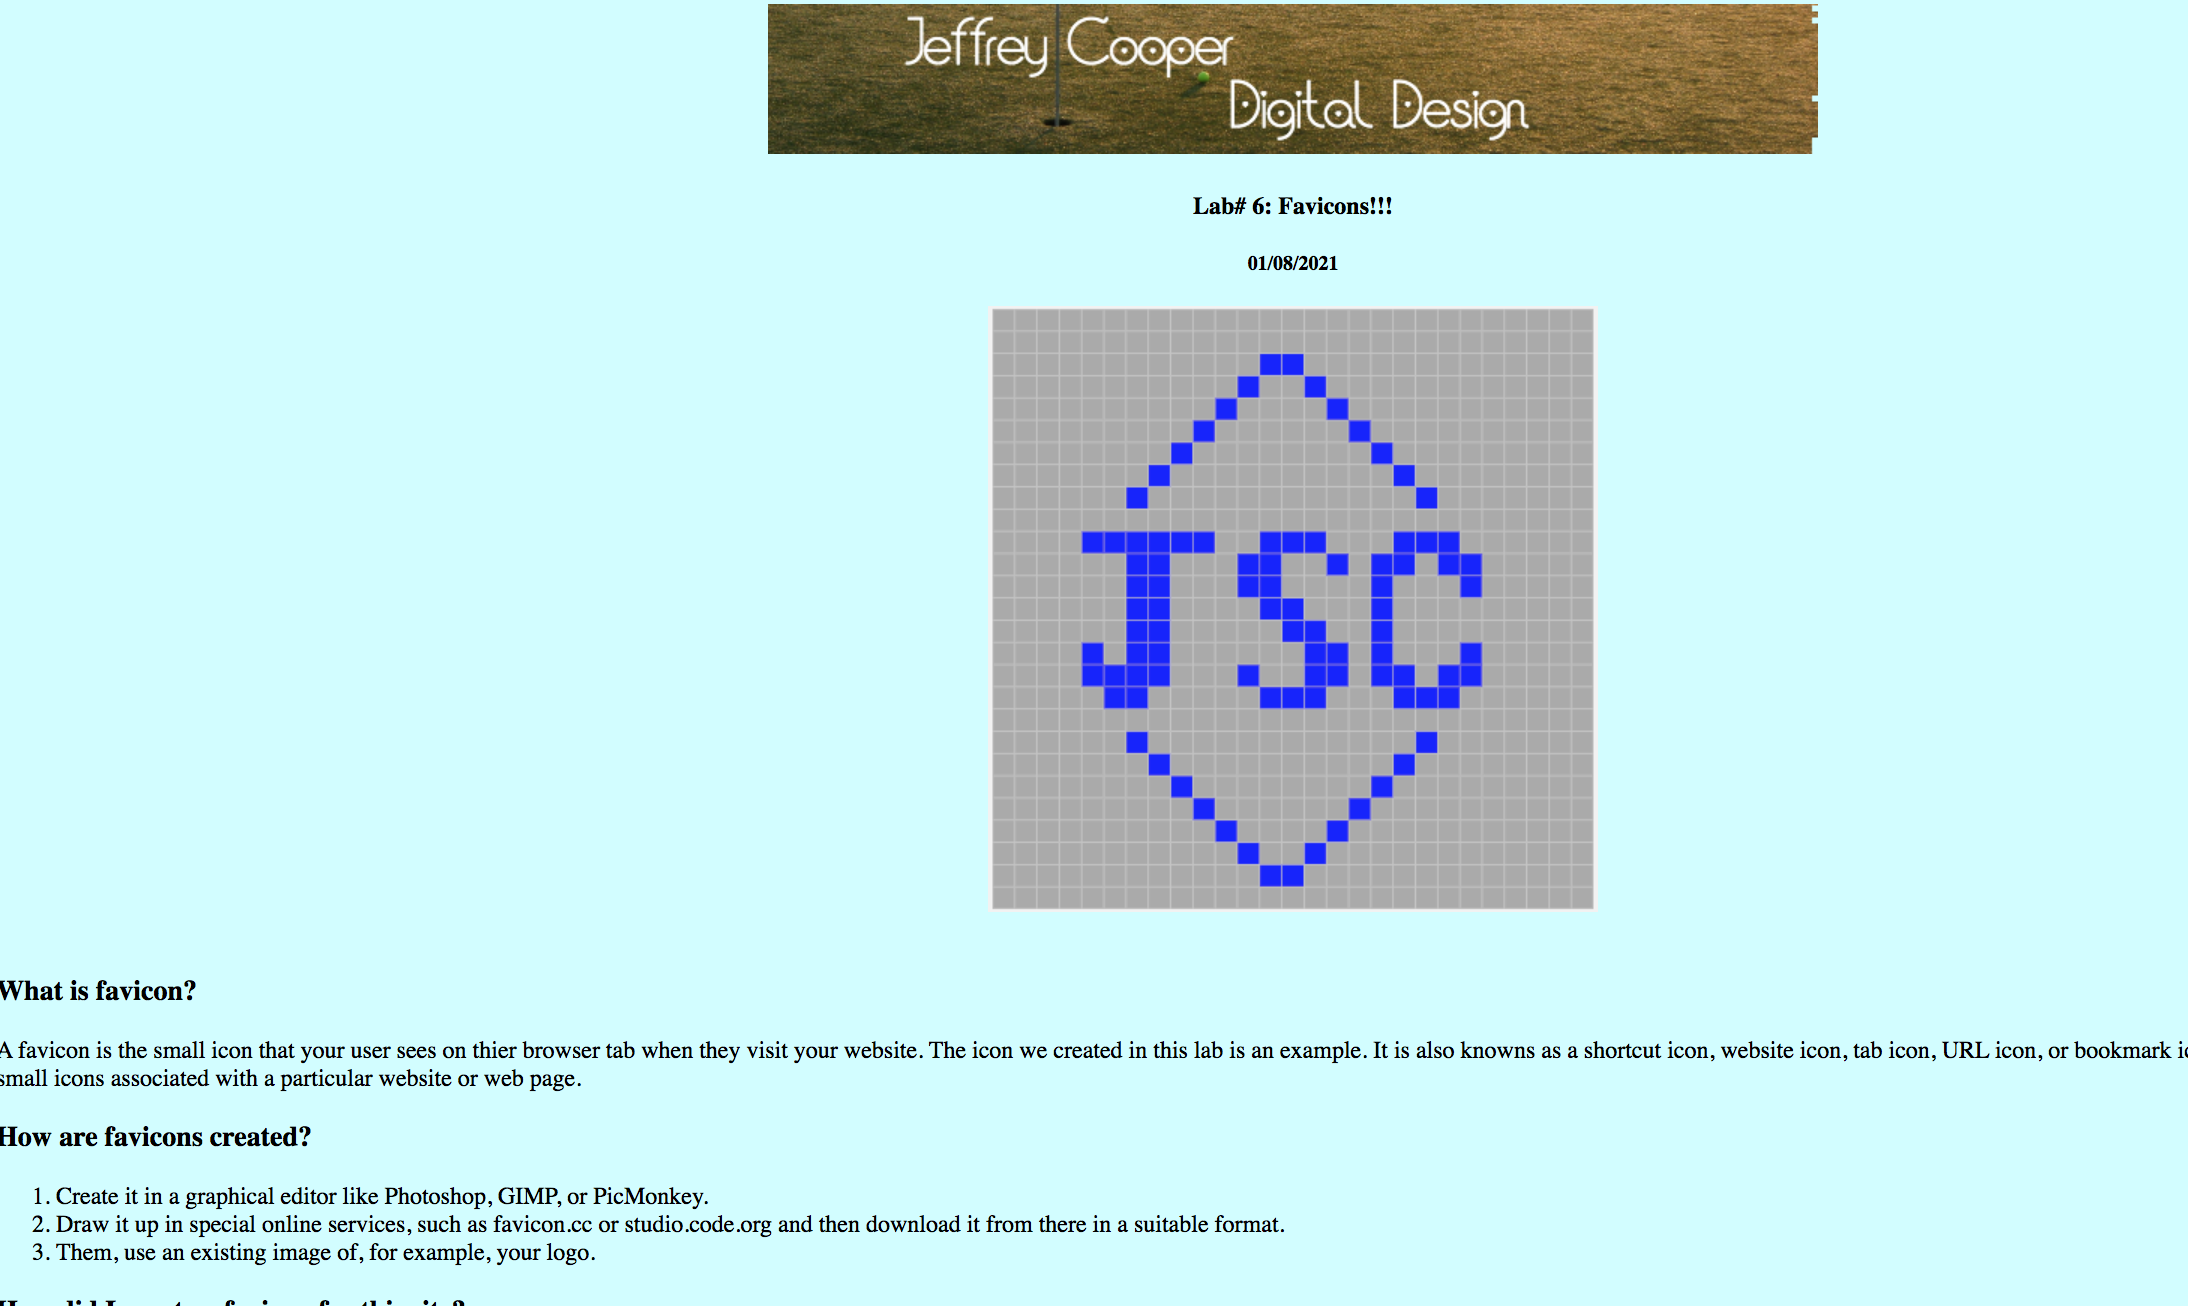 Jeffrey Cooper
Digital Design
Lab# 6: Favicons!!!
01/08/2021
JSC
What is favicon?
A favicon is the small icon that your user sees on thier browser tab when they visit your website. The icon we created in this lab is an example. It is also knowns as a shortcut icon, website icon, tab icon, URL icon, or bookmark
small icons associated with a particular website or web page.
How are favicons created?
1. Create it in a graphical editor like Photoshop, GIMP, or PicMonkey.
2. Draw it up in special online services, such as favicon.cc or studio.code.org and then download it from there in a suitable format.
3. Them, use an existing image of, for example, your logo.